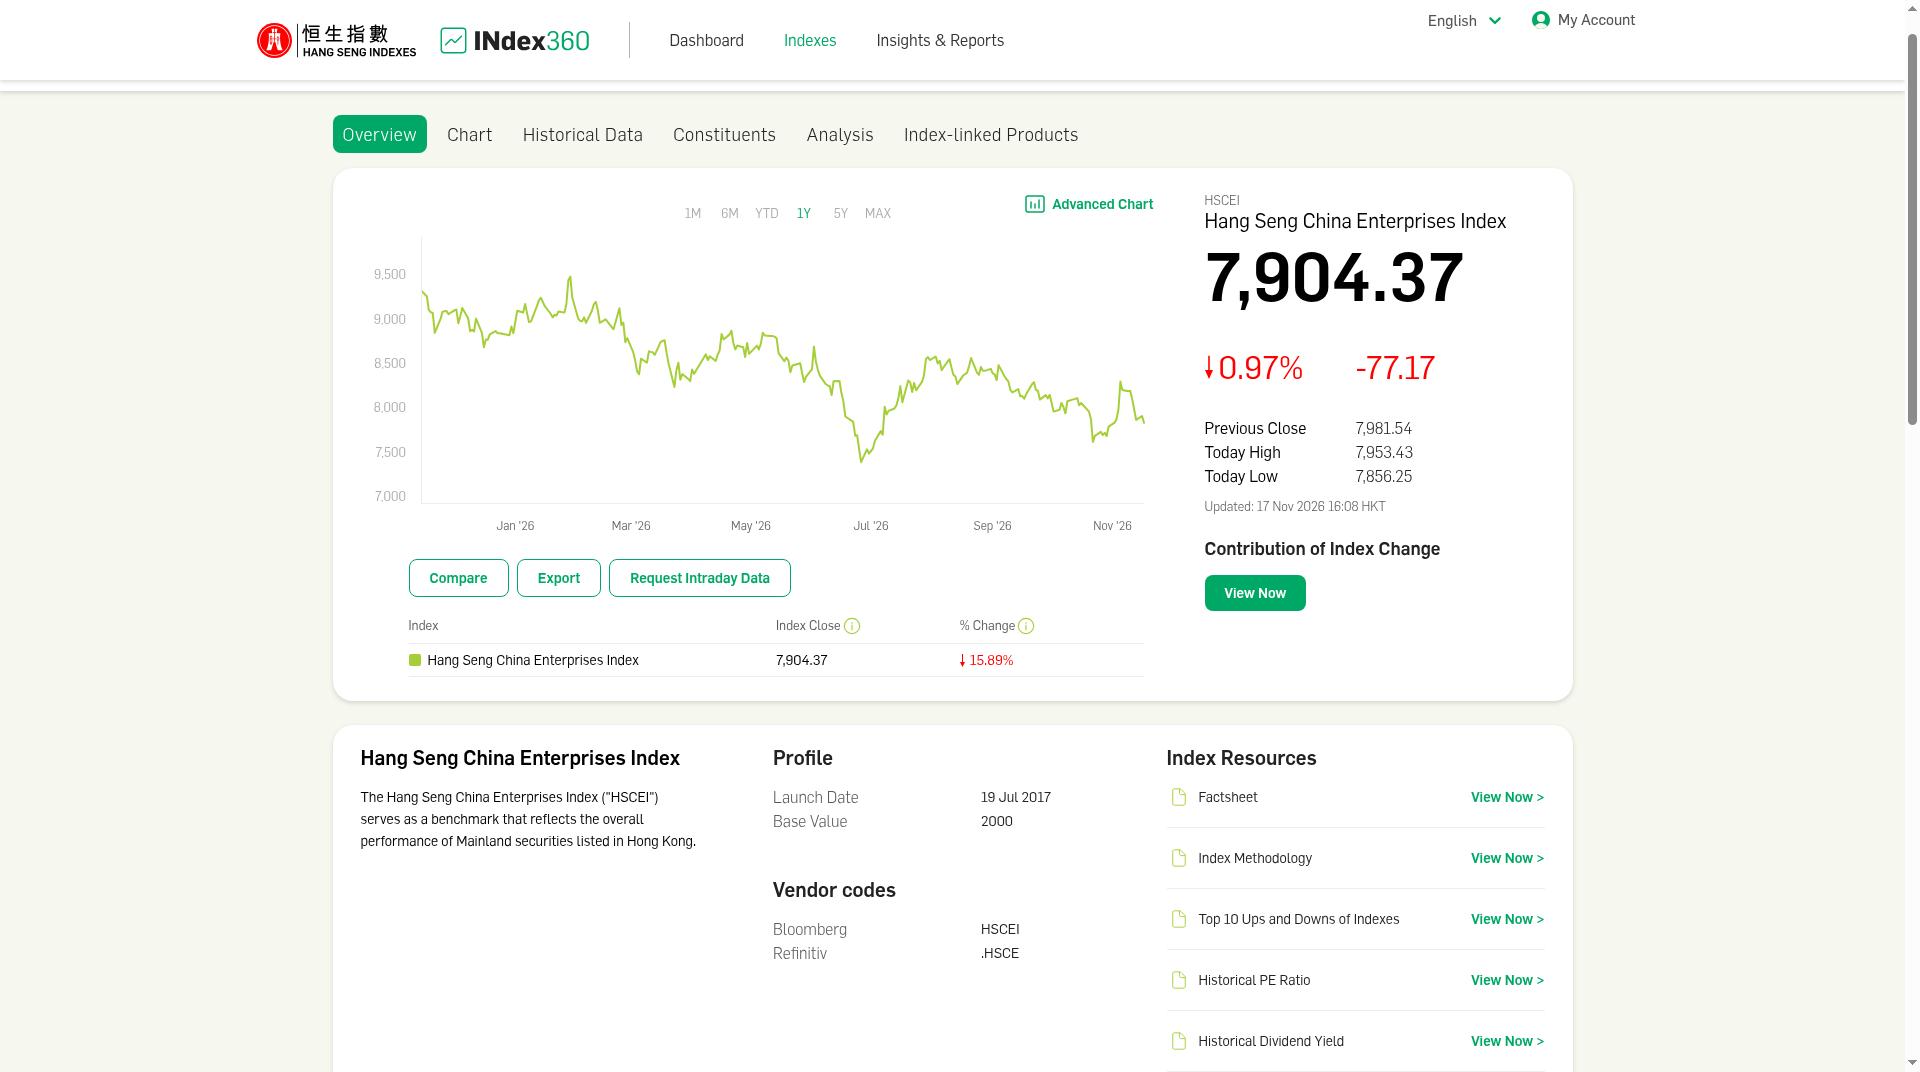 恒生指數
HANG SENG INDEXES
INdex360
Dashboard
Indexes
Insights & Reports
English
My Account
Overview
Chart
Historical Data
Constituents
Analysis
Index-linked Products
1M
6M
YTD
1Y
5Y
MAX
Advanced Chart
9,500
9,000
8,500
8,000
7,500
7,000
Jan '26
Mar '26
May '26
Jul '26
Sep '26
Nov '26
Compare
Export
Request Intraday Data
Index
Index Close
% Change
Hang Seng China Enterprises Index
7,904.37
15.89%
HSCEI
Hang Seng China Enterprises Index
7,904.37
0.97%
-77.17
Previous Close 7,981.54
Today High 7,953.43
Today Low 7,856.25
Updated: 17 Nov 2026 16:08 HKT
Contribution of Index Change
View Now
Hang Seng China Enterprises Index
The Hang Seng China Enterprises Index ("HSCEI")
serves as a benchmark that reflects the overall
performance of Mainland securities listed in Hong Kong.
Profile
Launch Date 19 Jul 2017
Base Value 2000
Vendor codes
Bloomberg HSCEI
Refinitiv .HSCE
Index Resources
Factsheet View Now >
Index Methodology View Now >
Top 10 Ups and Downs of Indexes View Now >
Historical PE Ratio View Now >
Historical Dividend Yield View Now >